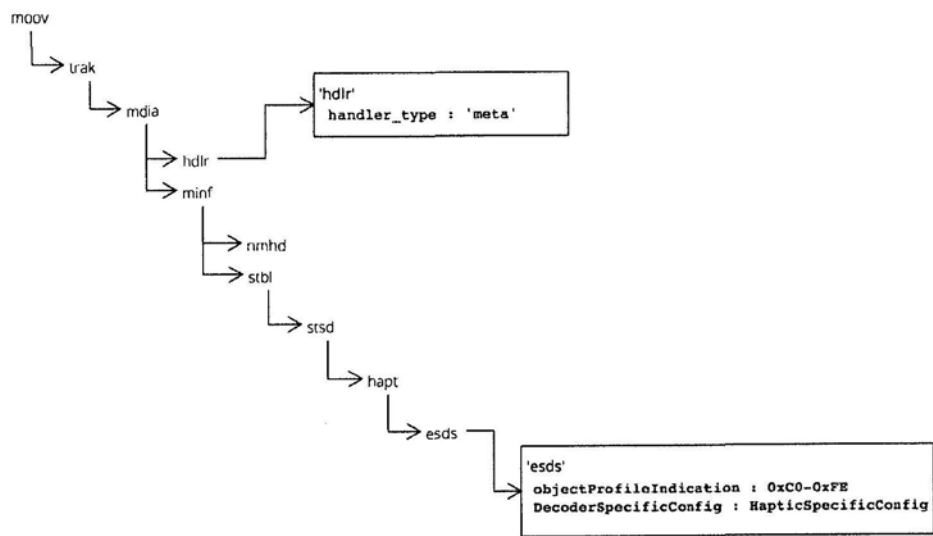 moov
trak
mdia
'hdlr'
handler_type : 'meta'
hdlr
minf
nmhd
stbl
stsd
hapt
esds
'esds'
objectProfileIndication : 0xC0-0xFE
DecoderSpecificConfig : HapticSpecificConfig